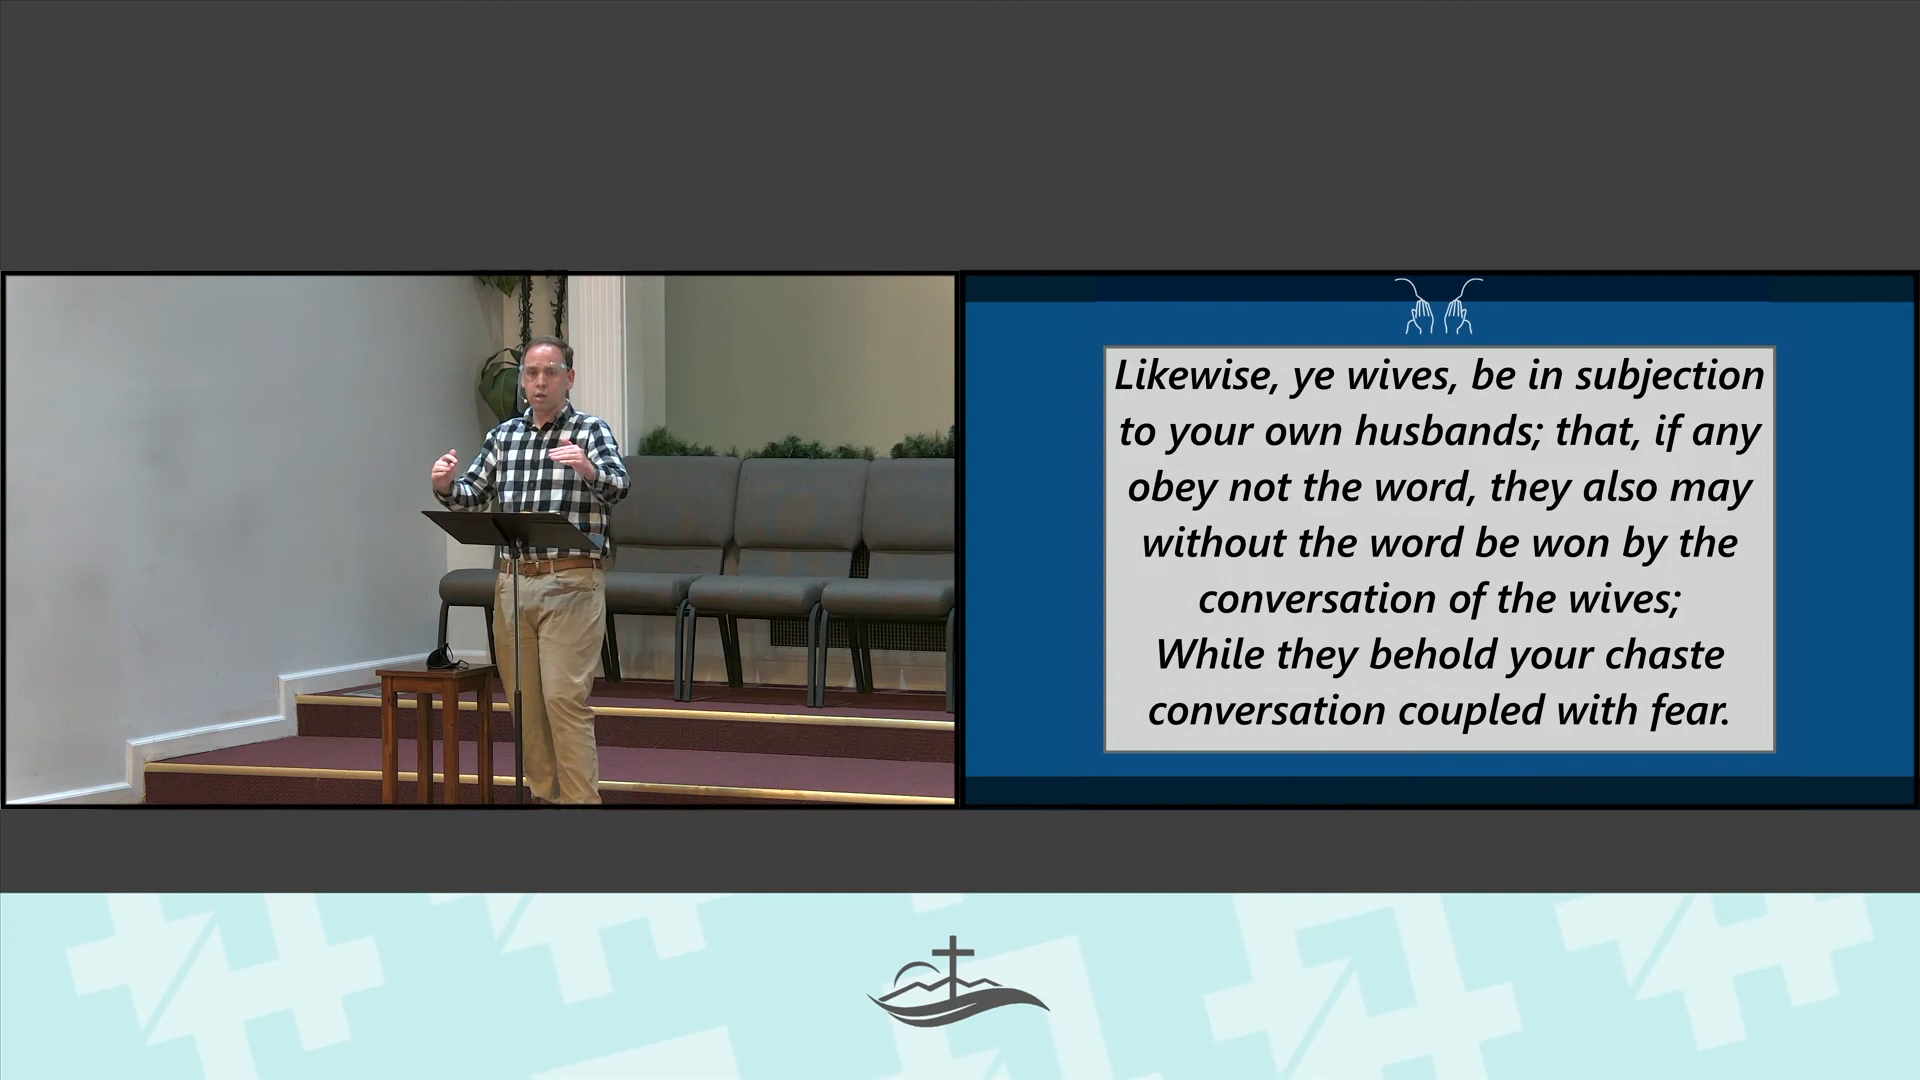 Likewise, ye wives, be in subjection
to your own husbands; that, if any
obey not the word, they also may
without the word be won by the
conversation of the wives;
While they behold your chaste
conversation coupled with fear.